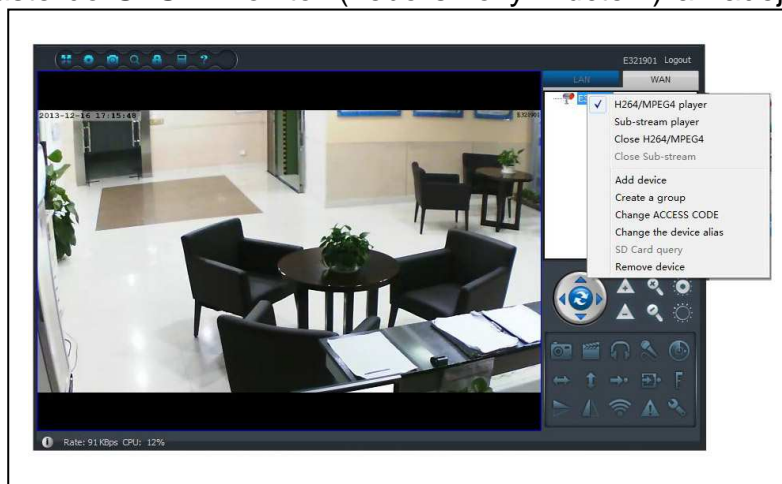 E321901 Logout
LAN WAN
2013-12-16 17:15:48
E321901
H264/MPEG4 player
Sub-stream player
Close H264/MPEG4
Close Sub-stream
Add device
Create a group
Change ACCESS CODE
Change the device alias
SD Card query
Remove device
F
Rate: 91 KBps CPU: 12%